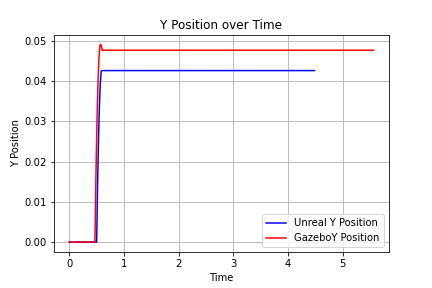 Y Position over Time
0.05
0.04
0.03
0.02
0.01
0.00
Y Position
0 1 2 3 4 5
Time
Unreal Y Position
GazeboY Position